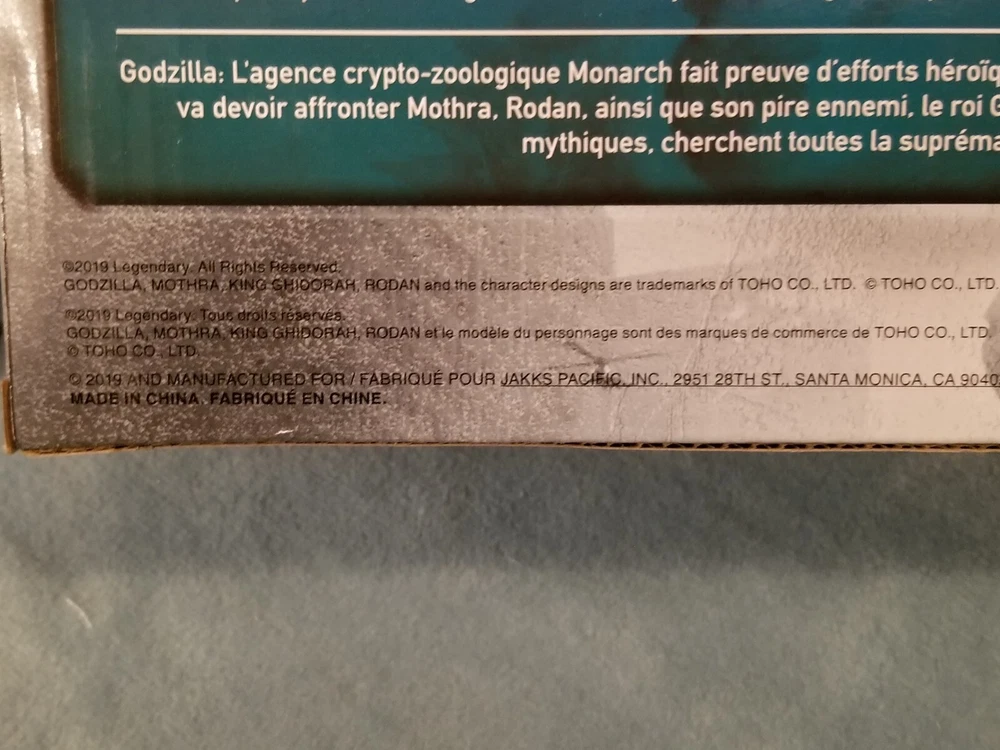 Godzilla: L'agence crypto-zoologique Monarch fait preuve d'efforts
va devoir affronter Mothra, Rodan, ainsi que son pire ennemi, le roi
mythiques, cherchent toutes la
©2019 Legendary. All Rights Reserved.
GODZILLA, MOTHRA, KING GHIDORAH, RODAN and the character designs are trademarks of TOHO CO., LTD. © TOHO CO., LTD.
©2019 Legendary. Tous droits réservés.
GODZILLA, MOTHRA, KING GHIDORAH, RODAN et le modèle du personnage sont des marques de commerce de TOHO CO., LTD.
© TOHO CO., LTD.
© 2019 AND MANUFACTURED FOR / FABRIQUÉ POUR JAKKS PACIFIC, INC., 2951 28TH ST., SANTA MONICA, CA
MADE IN CHINA. FABRIQUÉ EN CHINE.